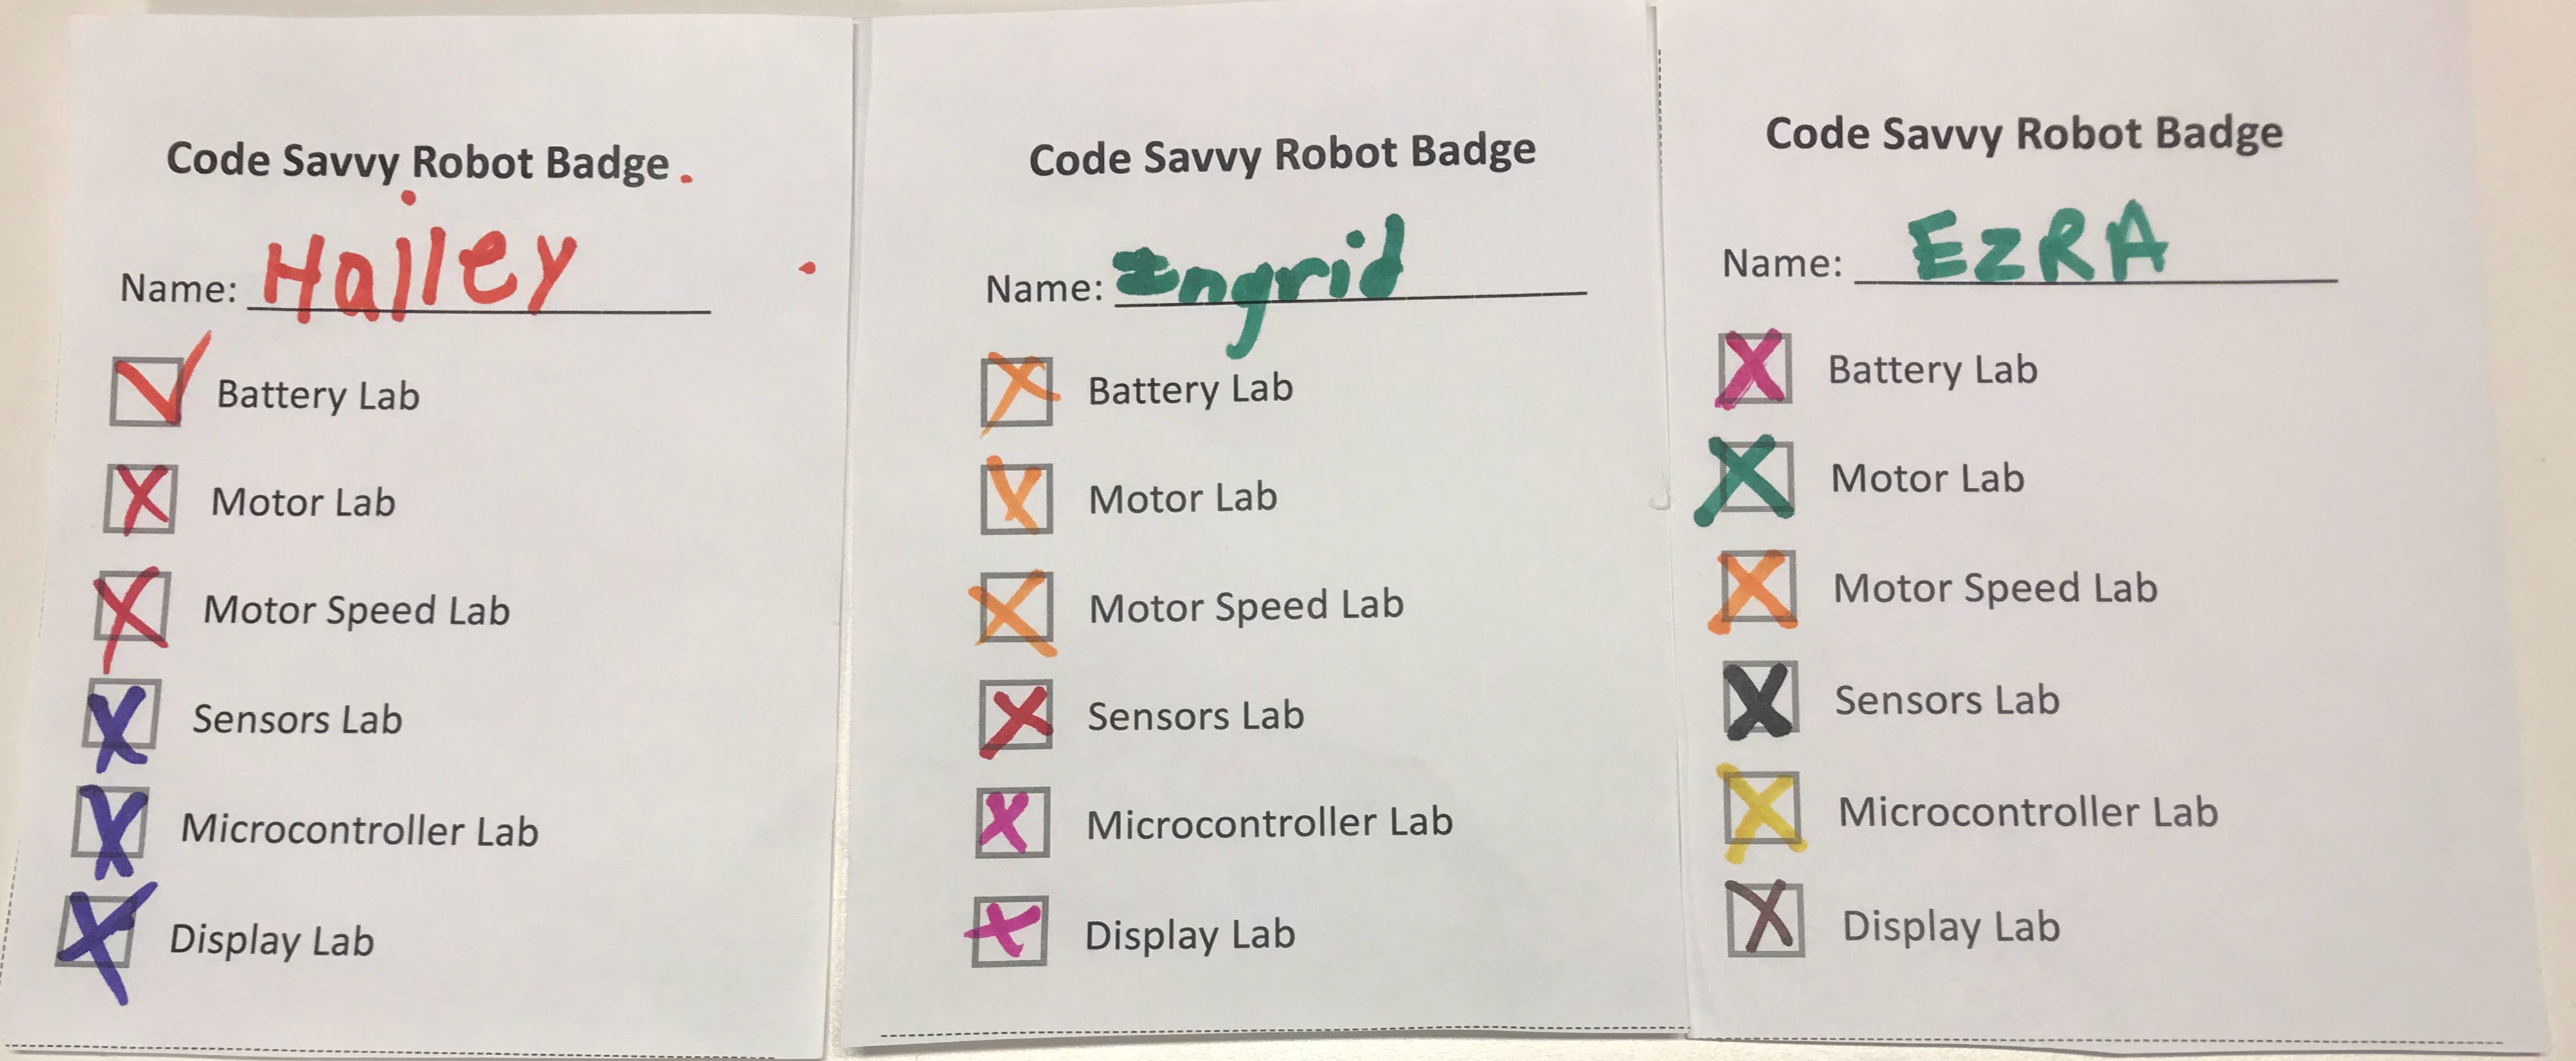 Code Savvy Robot Badge
Name: Hailey
Battery Lab
Motor Lab
Motor Speed Lab
Sensors Lab
Microcontroller Lab
Display Lab
Code Savvy Robot Badge
Name: Ingrid
Battery Lab
Motor Lab
Motor Speed Lab
Sensors Lab
Microcontroller Lab
Display Lab
Code Savvy Robot Badge
Name: EzRA
Battery Lab
Motor Lab
Motor Speed Lab
Sensors Lab
Microcontroller Lab
Display Lab